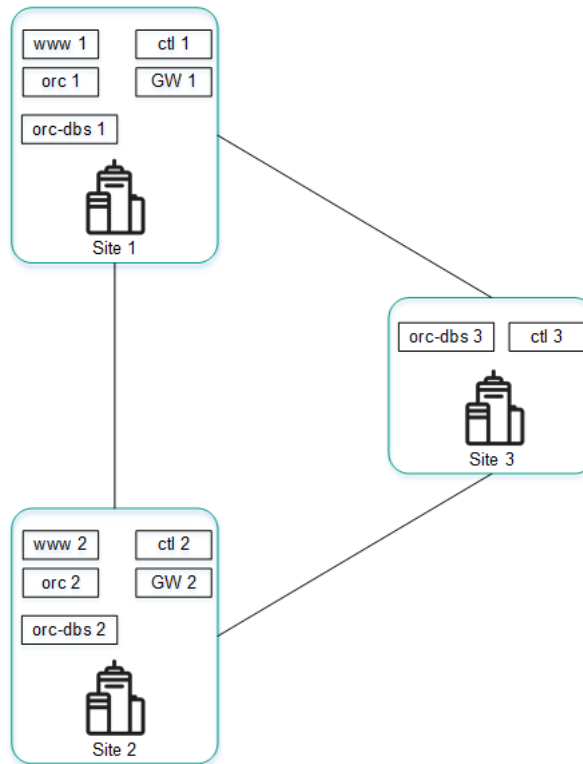 www 1
ctl 1
orc 1
GW 1
orc-dbs 1
Site 1
orc-dbs 3
ctl 3
Site 3
www 2
ctl 2
orc 2
GW 2
orc-dbs 2
Site 2